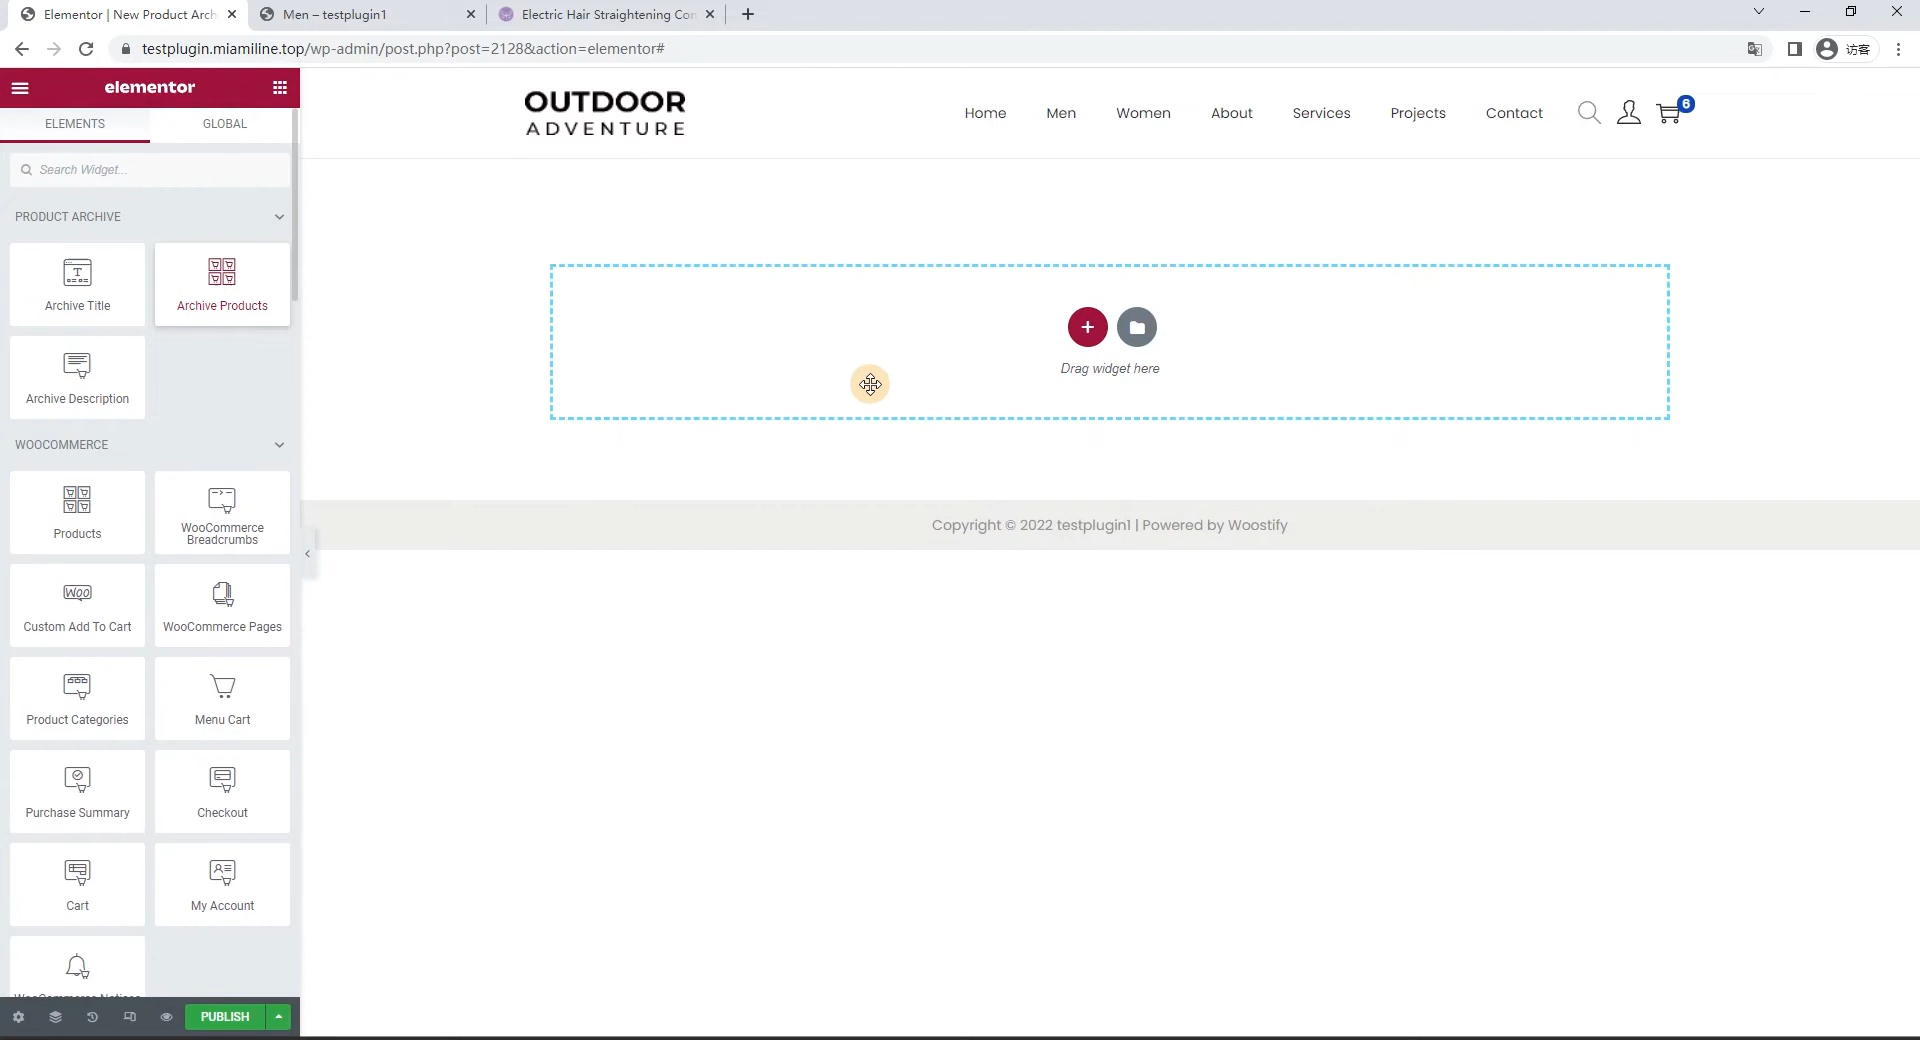 Elementor | New Product Arch
Men – testplugin1
Electric Hair Straightening Con
testplugin.miamiline.top/wp-admin/post.php?post=2128&action=elementor#
访客
elementor
ELEMENTS
GLOBAL
Search Widget...
PRODUCT ARCHIVE
Archive Title
Archive Products
Archive Description
WOOCOMMERCE
Products
WooCommerce
Breadcrumbs
Woo
Custom Add To Cart
WooCommerce Pages
Product Categories
Menu Cart
Purchase Summary
Checkout
Cart
My Account
WooCommerce Notices
PUBLISH
OUTDOOR
ADVENTURE
Home
Men
Women
About
Services
Projects
Contact
6
Drag widget here
Copyright © 2022 testplugin1 | Powered by Woostify